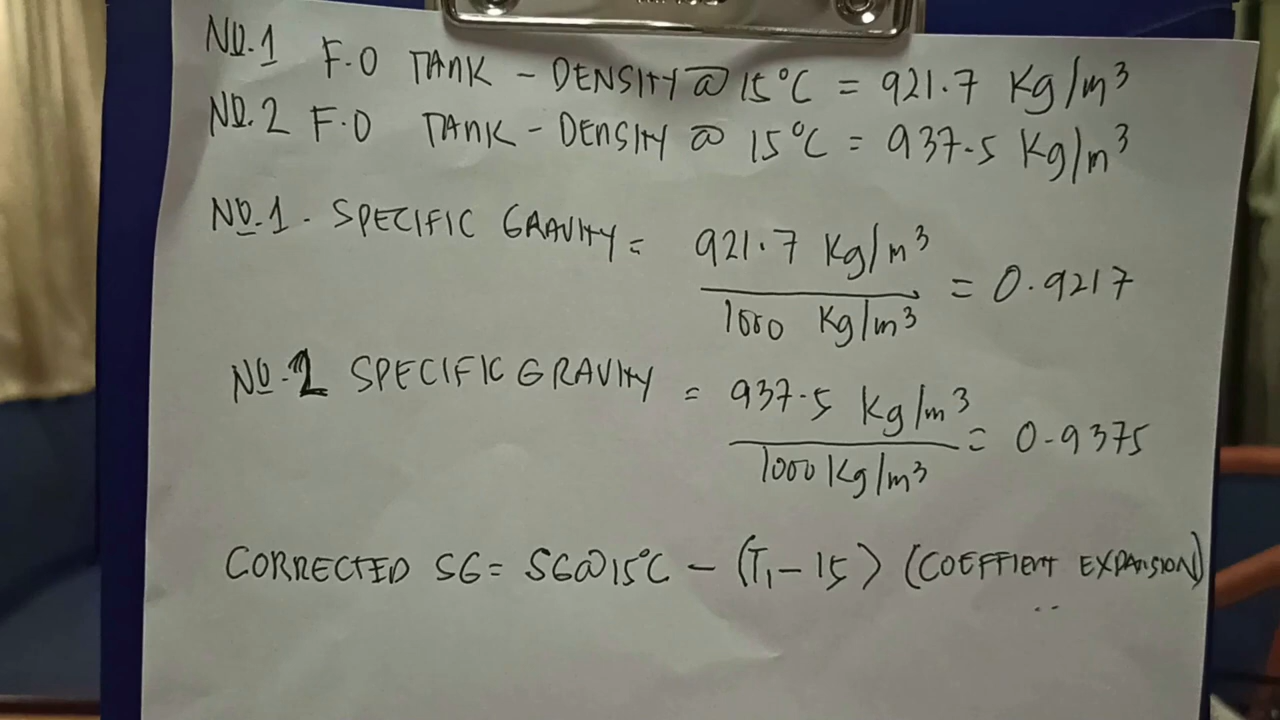 No.1 F.O TANK - DENSITY @ 15°C = 921.7 Kg/m³
No.2 F.O TANK - DENSITY @ 15°C = 937.5 Kg/m³
No.1 - SPECIFIC GRAVITY = 921.7 Kg/m³ / 1000 Kg/m³ = 0.9217
No.2 SPECIFIC GRAVITY = 937.5 Kg/m³ / 1000 Kg/m³ = 0.9375
CORRECTED SG = SG@15°C - (T₁ - 15) (COEFFIENT EXPANSION)